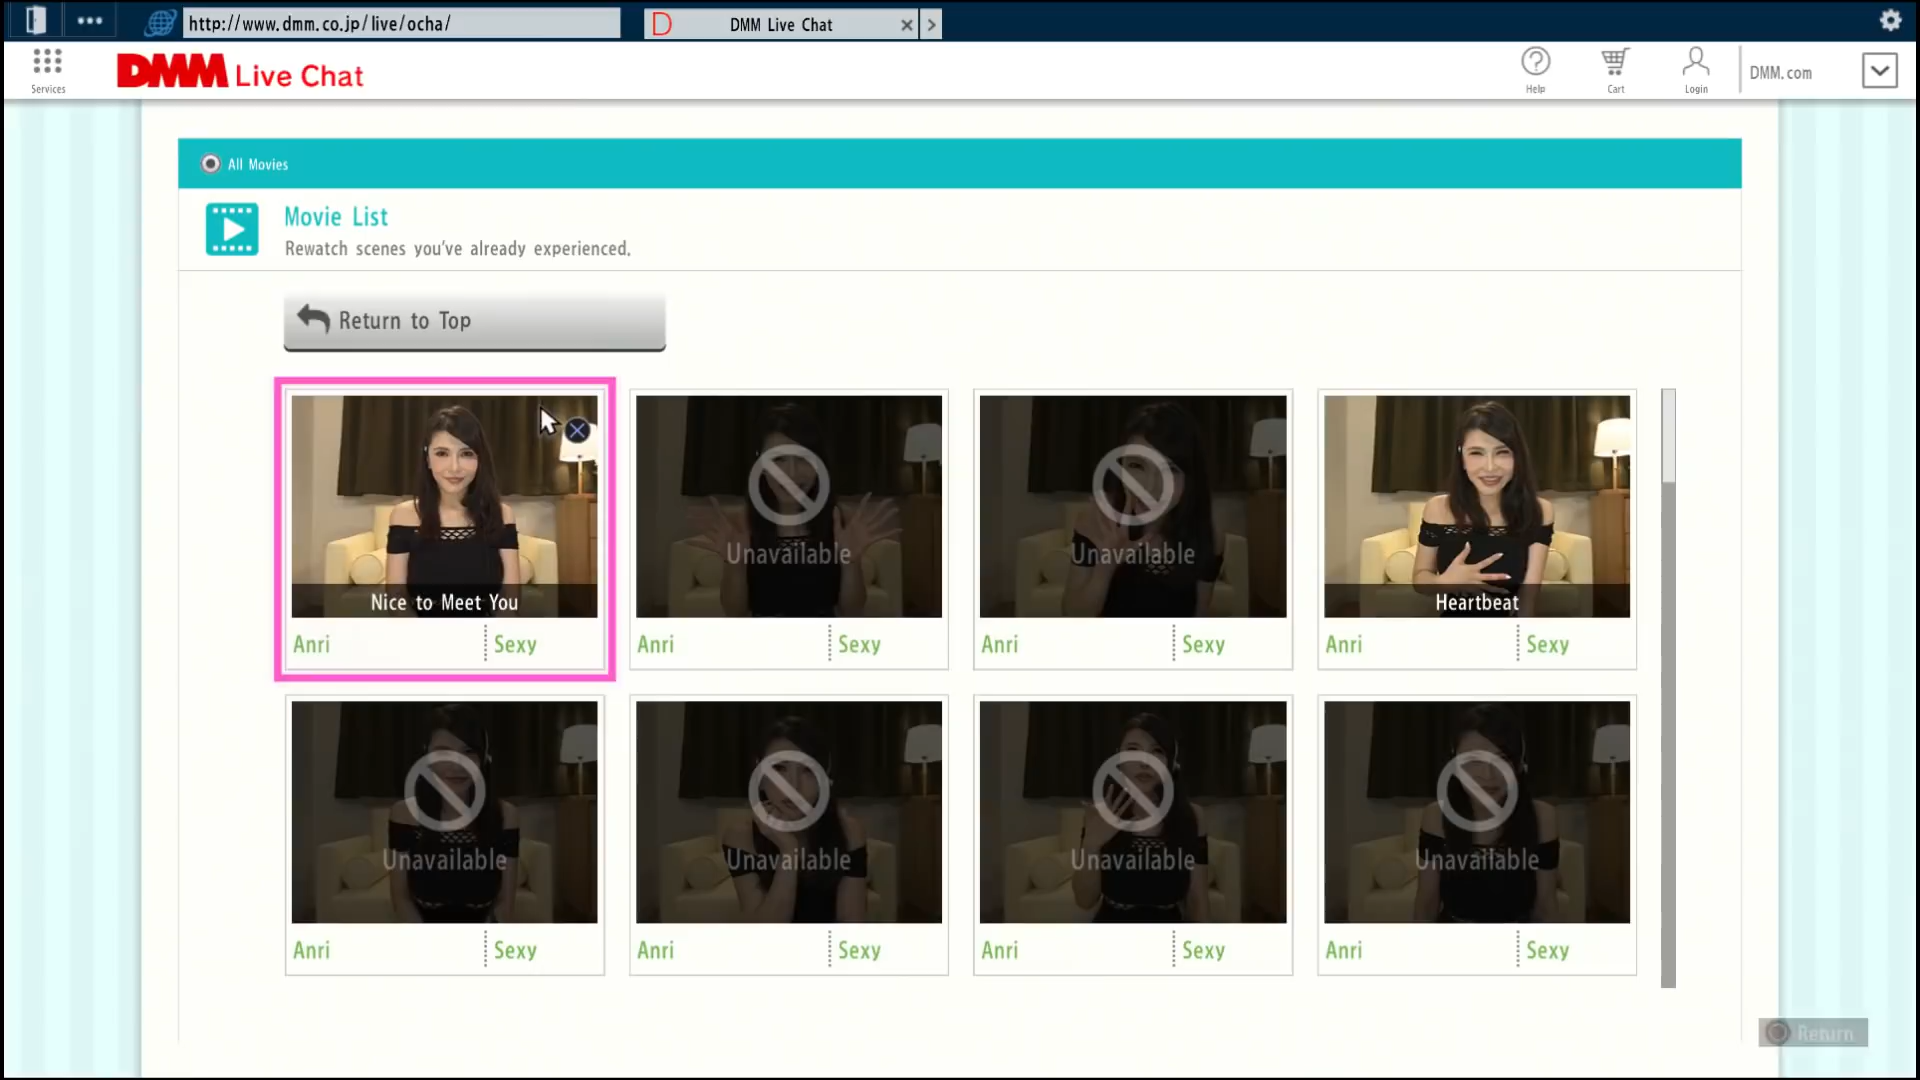 http://www.dmm.co.jp/live/ocha/
DMM Live Chat
Services
DMM Live Chat
Help
Cart
Login
DMM.com
All Movies
Movie List
Rewatch scenes you've already experienced.
Return to Top
Nice to Meet You
Anri
Sexy
Unavailable
Anri
Sexy
Unavailable
Anri
Sexy
Heartbeat
Anri
Sexy
Unavailable
Anri
Sexy
Unavailable
Anri
Sexy
Unavailable
Anri
Sexy
Unavailable
Anri
Sexy
Return